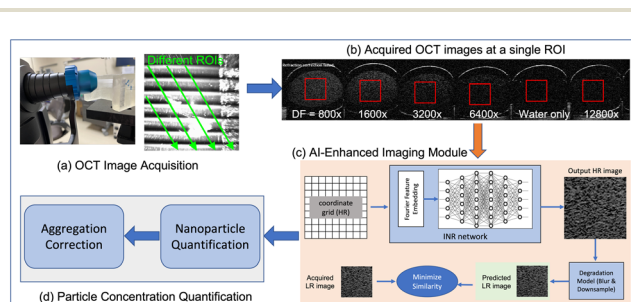 (b) Acquired OCT images at a single ROI
Different ROIs
DF = 800x 1600x 3200x 6400x Water only 12800x
(a) OCT Image Acquisition
(c) AI-Enhanced Imaging Module
Output HR image
coordinate
grid (HR)
Fourier Feature
Embedding
INR network
Aggregation
Correction
Nanoparticle
Quantification
Acquired
LR image
Minimize
Similarity
Predicted
LR image
Degradation
Model (Blur &
Downsample)
(d) Particle Concentration Quantification